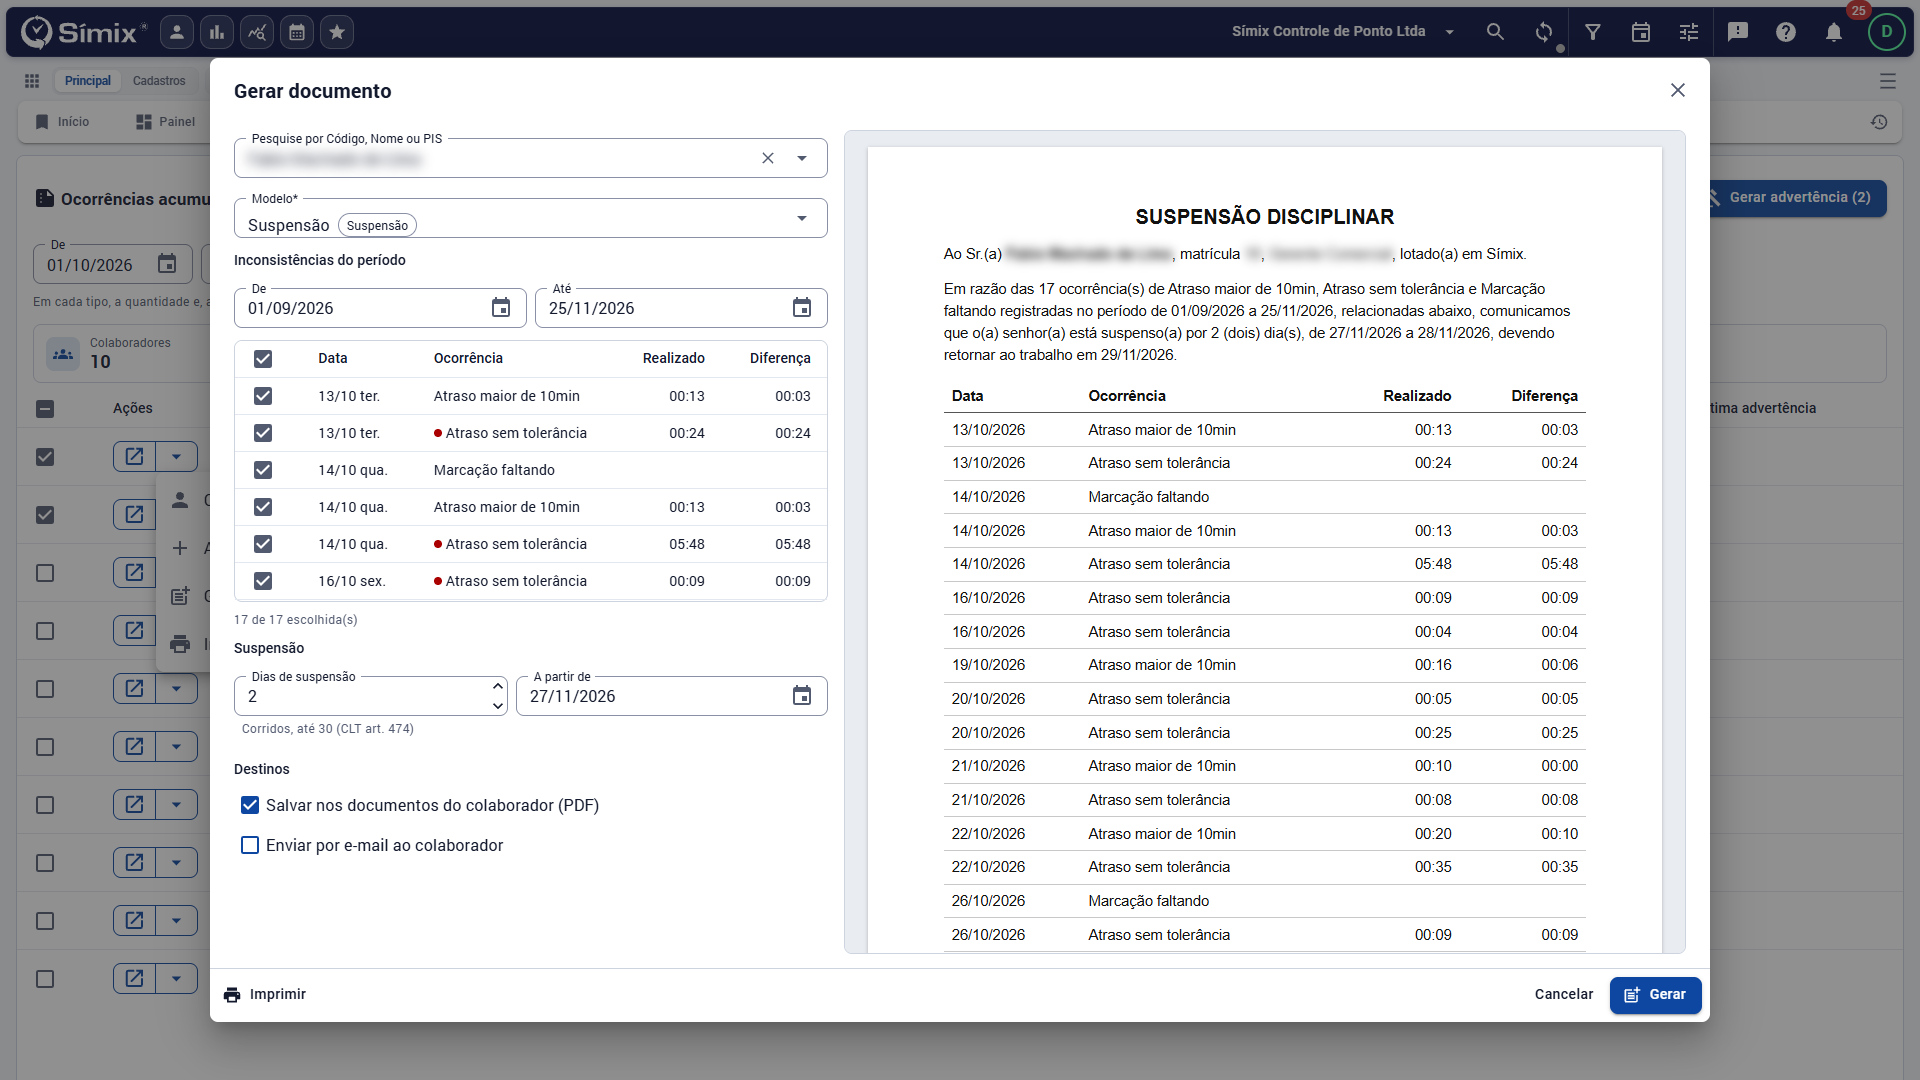 Símix
Símix Controle de Ponto Ltda
25
D
Principal
Cadastros
Início
Painel
Ocorrências acumu
Gerar advertência (2)
De
01/10/2026
Em cada tipo, a quantidade e, a
Colaboradores
10
Ações
tima advertência
Gerar documento
Pesquise por Código, Nome ou PIS
Modelo*
Suspensão Suspensão
Inconsistências do período
De
01/09/2026
Até
25/11/2026
Data Ocorrência Realizado Diferença
13/10 ter. Atraso maior de 10min 00:13 00:03
13/10 ter. Atraso sem tolerância 00:24 00:24
14/10 qua. Marcação faltando
14/10 qua. Atraso maior de 10min 00:13 00:03
14/10 qua. Atraso sem tolerância 05:48 05:48
16/10 sex. Atraso sem tolerância 00:09 00:09
17 de 17 escolhida(s)
Suspensão
Dias de suspensão
2
A partir de
27/11/2026
Corridos, até 30 (CLT art. 474)
Destinos
Salvar nos documentos do colaborador (PDF)
Enviar por e-mail ao colaborador
Imprimir
Cancelar
Gerar
SUSPENSÃO DISCIPLINAR
Ao Sr.(a) , matrícula , , lotado(a) em Símix.
Em razão das 17 ocorrência(s) de Atraso maior de 10min, Atraso sem tolerância e Marcação
faltando registradas no período de 01/09/2026 a 25/11/2026, relacionadas abaixo, comunicamos
que o(a) senhor(a) está suspenso(a) por 2 (dois) dia(s), de 27/11/2026 a 28/11/2026, devendo
retornar ao trabalho em 29/11/2026.
Data Ocorrência Realizado Diferença
13/10/2026 Atraso maior de 10min 00:13 00:03
13/10/2026 Atraso sem tolerância 00:24 00:24
14/10/2026 Marcação faltando
14/10/2026 Atraso maior de 10min 00:13 00:03
14/10/2026 Atraso sem tolerância 05:48 05:48
16/10/2026 Atraso sem tolerância 00:09 00:09
16/10/2026 Atraso sem tolerância 00:04 00:04
19/10/2026 Atraso maior de 10min 00:16 00:06
20/10/2026 Atraso sem tolerância 00:05 00:05
20/10/2026 Atraso sem tolerância 00:25 00:25
21/10/2026 Atraso maior de 10min 00:10 00:00
21/10/2026 Atraso sem tolerância 00:08 00:08
22/10/2026 Atraso maior de 10min 00:20 00:10
22/10/2026 Atraso sem tolerância 00:35 00:35
26/10/2026 Marcação faltando
26/10/2026 Atraso sem tolerância 00:09 00:09